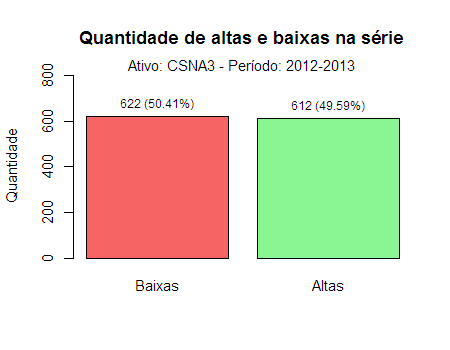 Quantidade de altas e baixas na série
Ativo: CSNA3 - Período: 2012-2013
Quantidade
800
600
400
200
0
622 (50.41%)
612 (49.59%)
Baixas
Altas